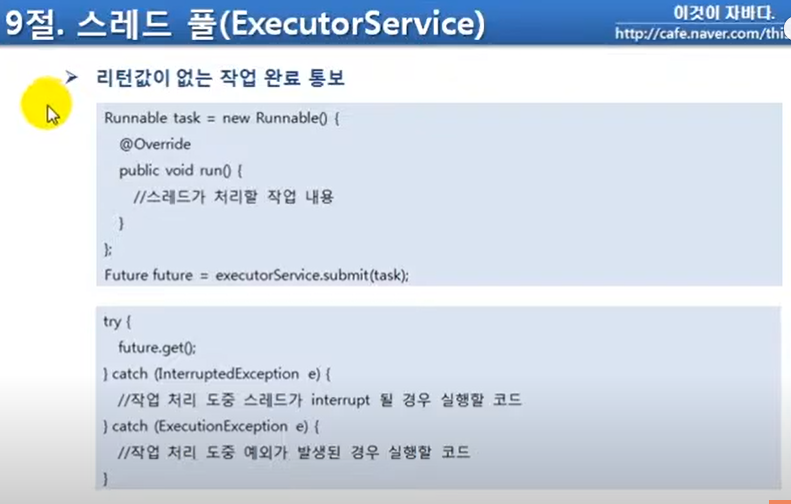 9절. 스레드 풀(ExecutorService)
이것이 자바다.
http://cafe.naver.com/this
➤ 리턴값이 없는 작업 완료 통보
Runnable task = new Runnable() {
@Override
public void run() {
//스레드가 처리할 작업 내용
}
};
Future future = executorService.submit(task);
try {
future.get();
} catch (InterruptedException e) {
//작업 처리 도중 스레드가 interrupt 될 경우 실행할 코드
} catch (ExecutionException e) {
//작업 처리 도중 예외가 발생된 경우 실행할 코드
}